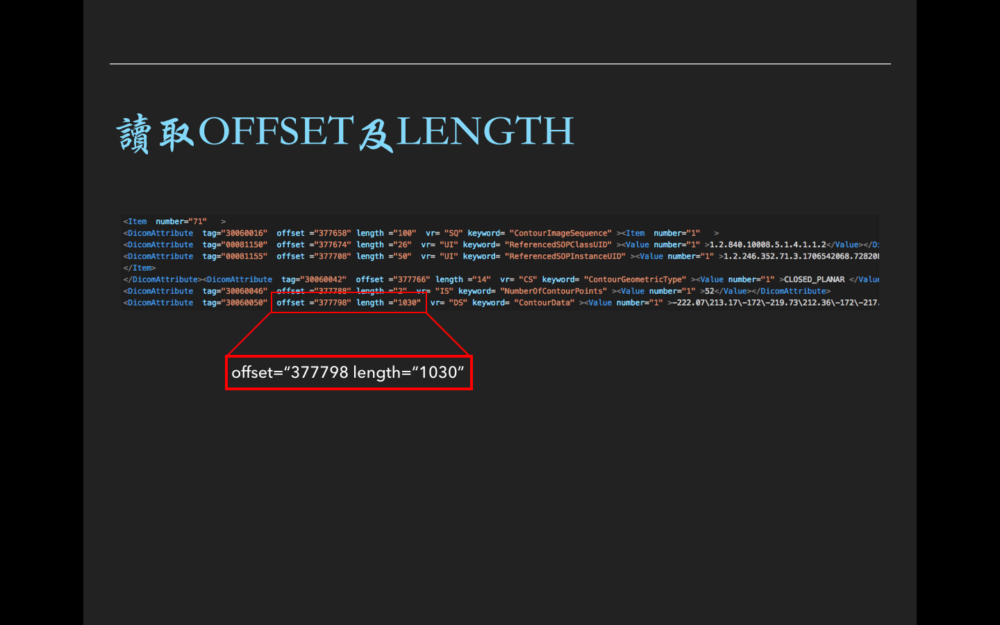 讀取OFFSET及LENGTH
<Item  number="71"   >
<DicomAttribute  tag="30060016"  offset ="377658" length ="100"  vr= "SQ" keyword= "ContourImageSequence" ><Item  number="1"   >
<DicomAttribute  tag="00081150"  offset ="377674" length ="26"  vr= "UI" keyword= "ReferencedSOPClassUID" ><Value number="1" >1.2.840.10008.5.1.4.1.1.2</Value></Di
<DicomAttribute  tag="00081155"  offset ="377708" length ="50"  vr= "UI" keyword= "ReferencedSOPInstanceUID" ><Value number="1" >1.2.246.352.71.3.1706542068.728208
</Item>
</DicomAttribute><DicomAttribute  tag="30060042"  offset ="377766" length ="14"  vr= "CS" keyword= "ContourGeometricType" ><Value number="1" >CLOSED_PLANAR </Value
<DicomAttribute  tag="30060046"  offset ="377788" length ="2"  vr= "IS" keyword= "NumberOfContourPoints" ><Value number="1" >52</Value></DicomAttribute>
<DicomAttribute  tag="30060050"  offset ="377798" length ="1030"  vr= "DS" keyword= "ContourData" ><Value number="1" >-222.07\213.17\-172\-219.73\212.36\-172\-217.
offset=“377798 length=“1030”